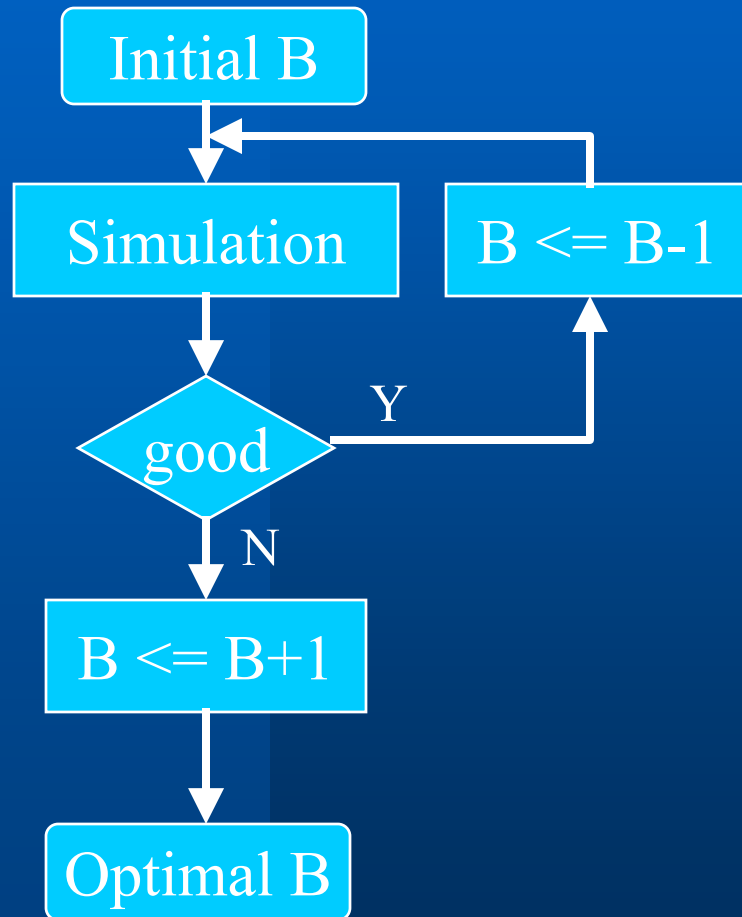 Initial B
Simulation
B <= B-1
Y
good
N
B <= B+1
Optimal B